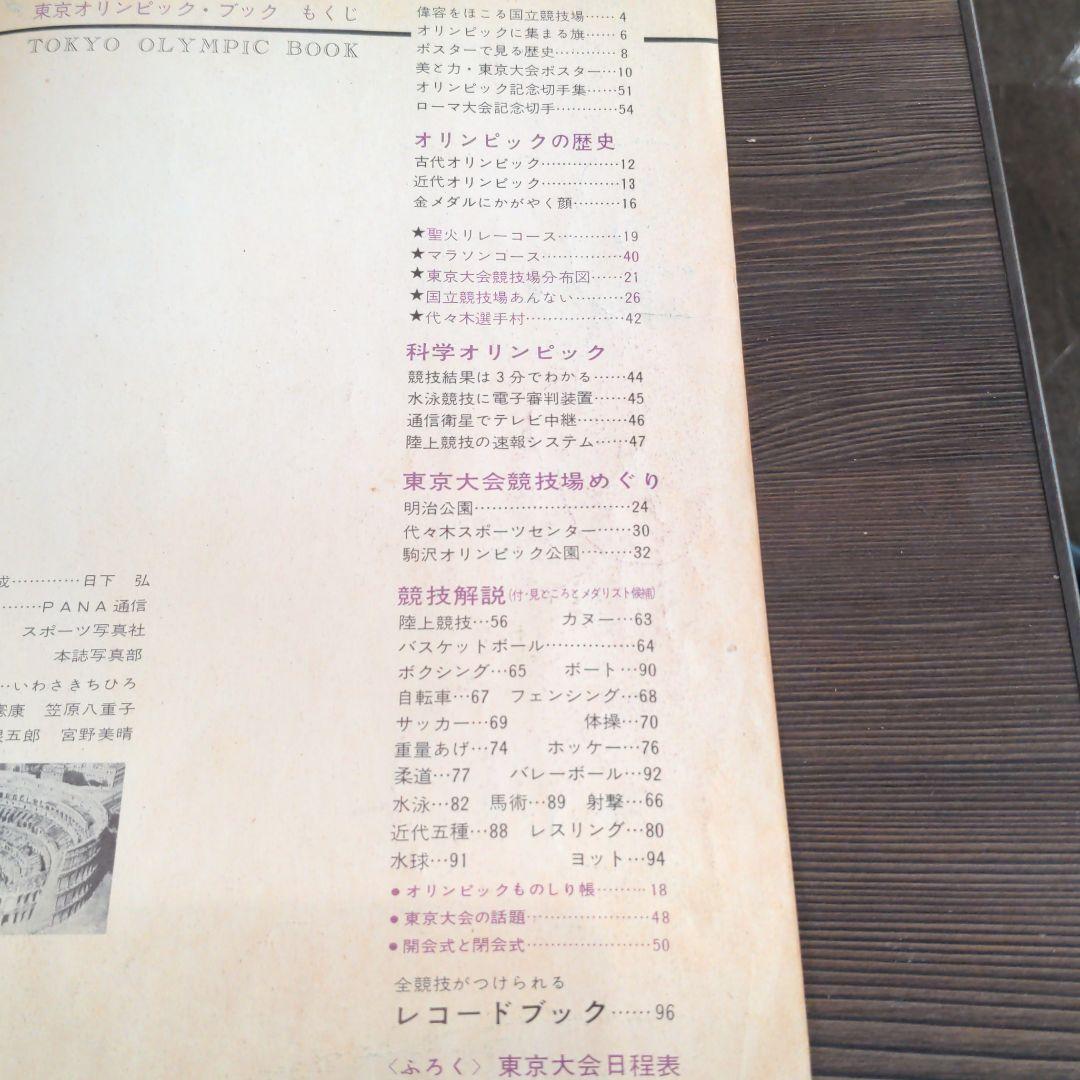 東京オリンピック・ブック もくじ
TOKYO OLYMPIC BOOK
偉容をほこる国立競技場……4
オリンピックに集まる旗……6
ポスターで見る歴史…………8
美と力・東京大会ポスター…10
オリンピック記念切手集……51
ローマ大会記念切手…………54
オリンピックの歴史
古代オリンピック……………12
近代オリンピック……………13
金メダルにかがやく顔………16
★聖火リレーコース…………19
★マラソンコース……………40
★東京大会競技場分布図……21
★国立競技場あんない………26
★代々木選手村………………42
科学オリンピック
競技結果は3分でわかる……44
水泳競技に電子審判装置……45
通信衛星でテレビ中継………46
陸上競技の速報システム……47
東京大会競技場めぐり
明治公園………………………24
代々木スポーツセンター……30
駒沢オリンピック公園………32
競技解説(付・見どころとメダリスト候補)
陸上競技…56 カヌー…63
バスケットボール……………64
ボクシング…65 ボート…90
自転車…67 フェンシング…68
サッカー…69 体操…70
重量あげ…74 ホッケー…76
柔道…77 バレーボール…92
水泳…82 馬術…89 射撃…66
近代五種…88 レスリング…80
水球…91 ヨット…94
●オリンピックものしり帳………18
●東京大会の話題…………………48
●開会式と閉会式…………………50
全競技がつけられる
レコードブック……96
〈ふろく〉東京大会日程表
成…………日下 弘
………PANA通信
スポーツ写真社
本誌写真部
…いわさきちひろ
康 笠原八重子
五郎 宮野美晴